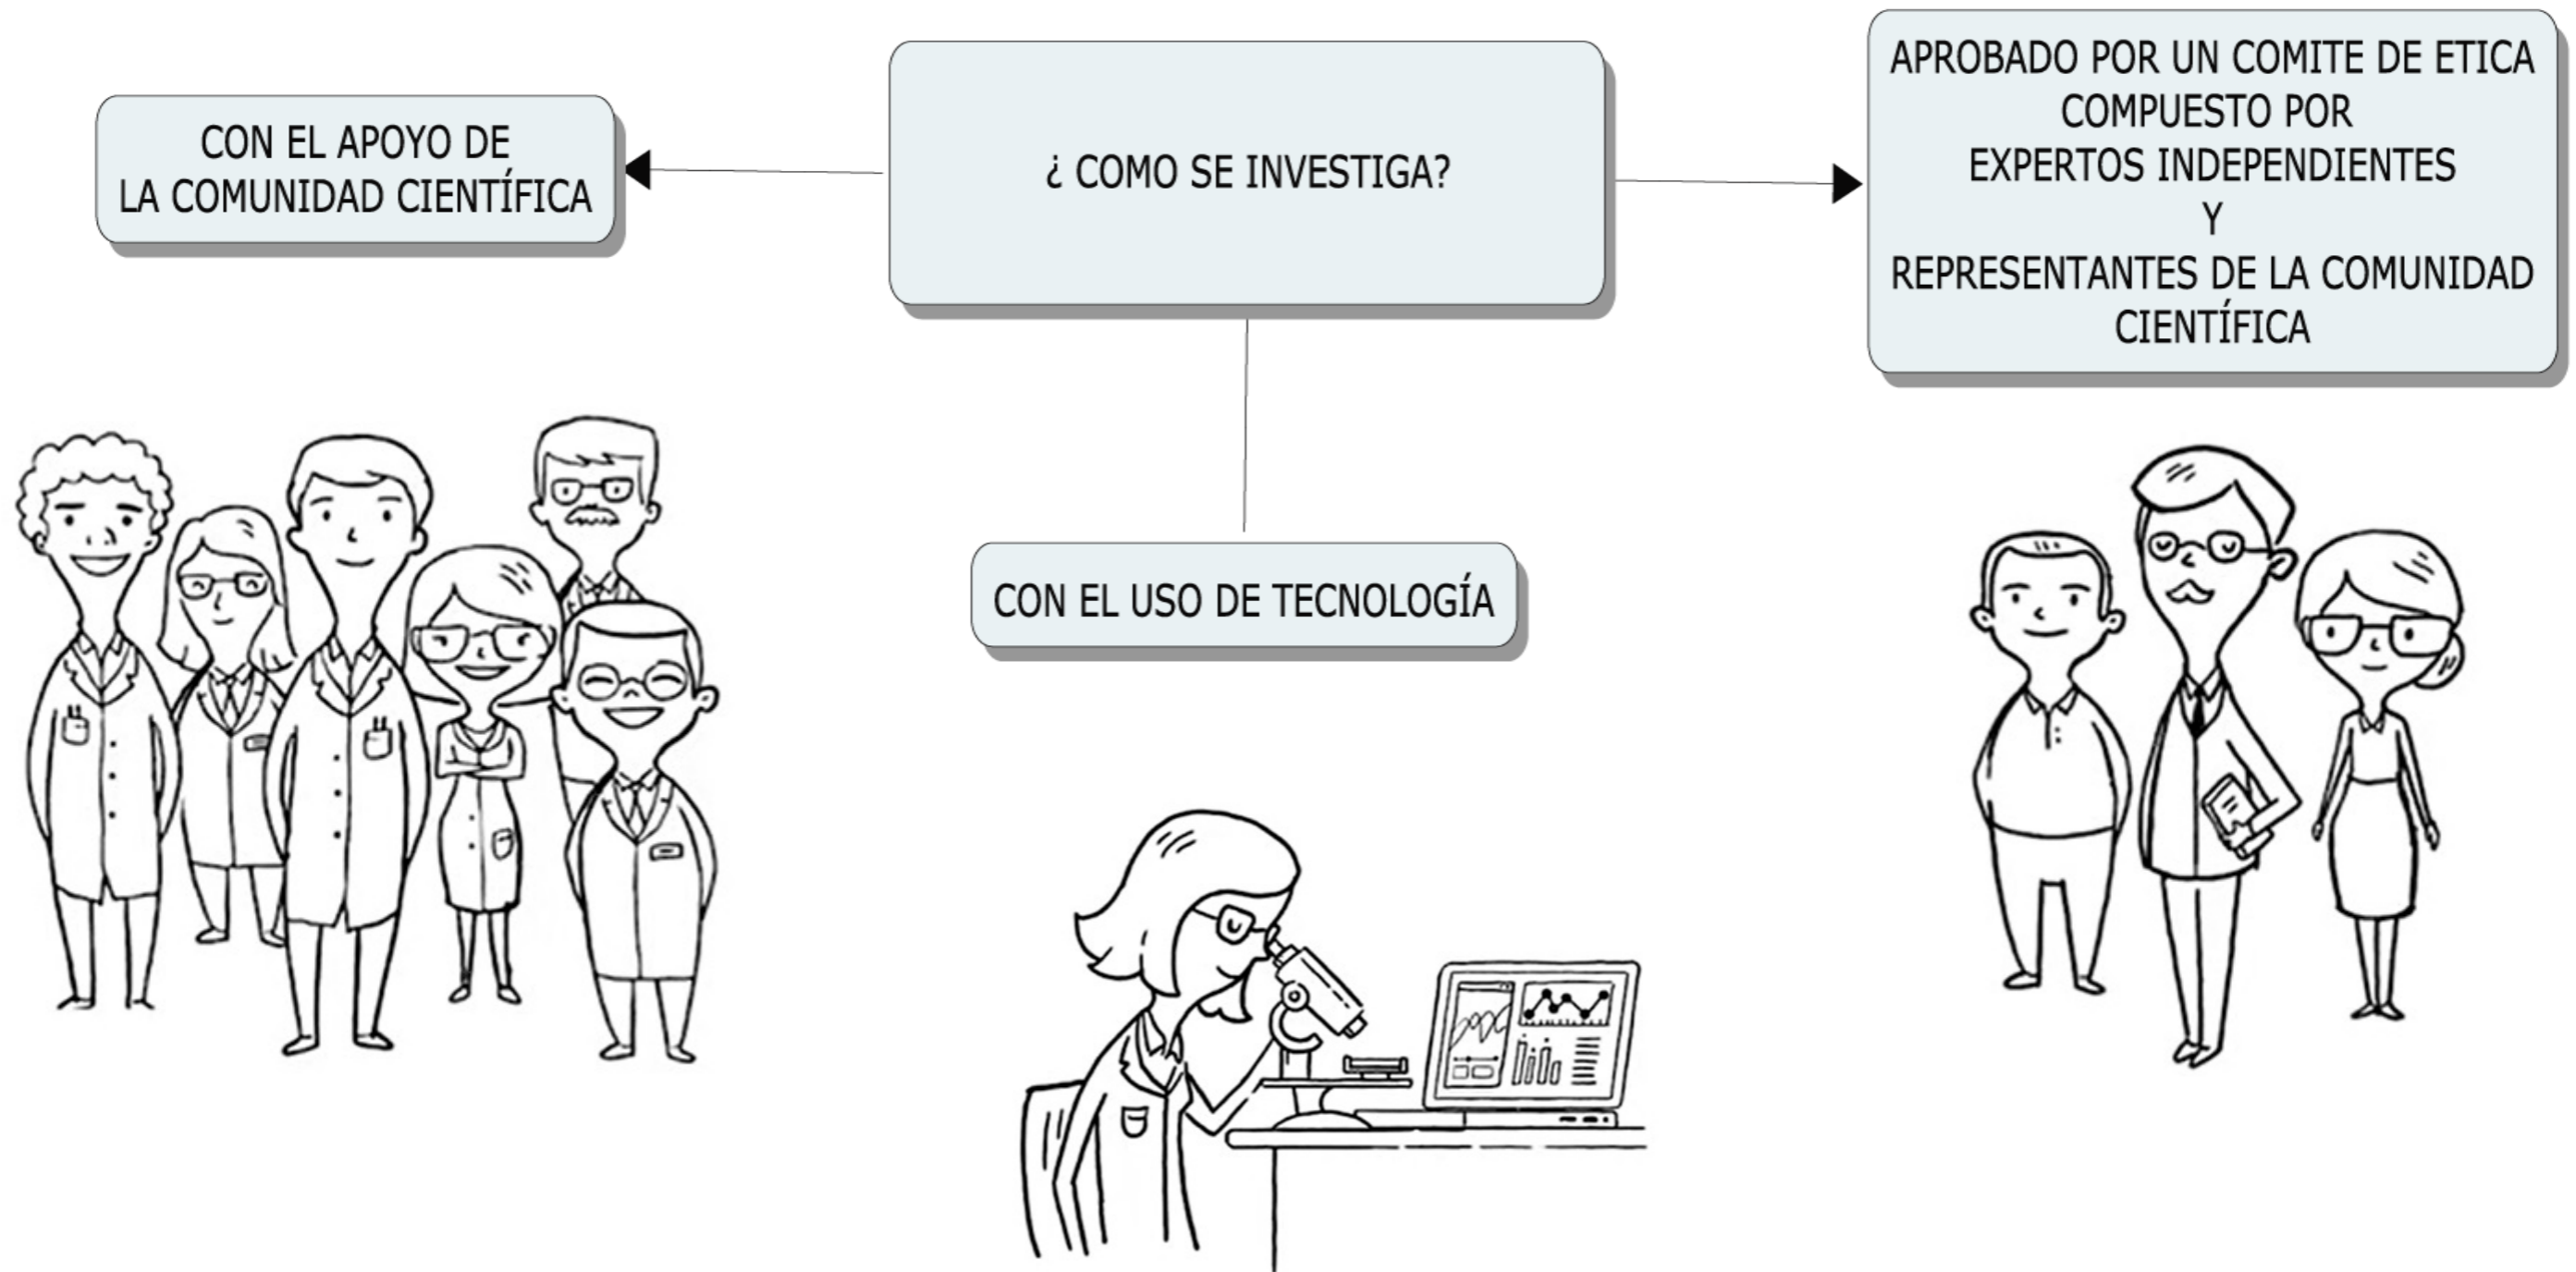 CON EL APOYO DE
LA COMUNIDAD CIENTÍFICA
¿ COMO SE INVESTIGA?
APROBADO POR UN COMITE DE ETICA
COMPUESTO POR
EXPERTOS INDEPENDIENTES
Y
REPRESENTANTES DE LA COMUNIDAD
CIENTÍFICA
CON EL USO DE TECNOLOGÍA